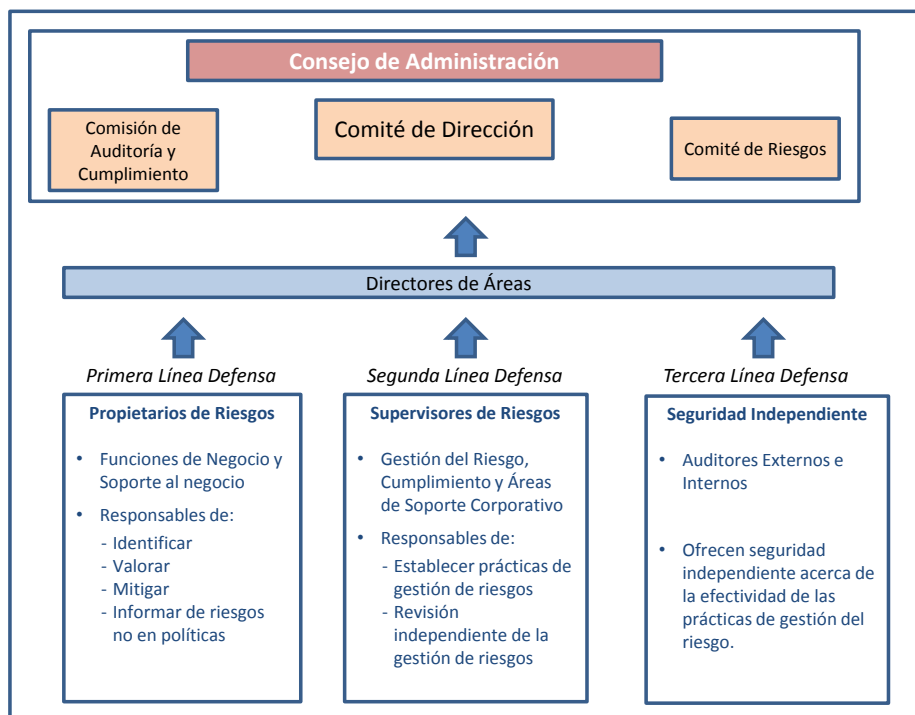 Consejo de Administración
Comisión de
Auditoría y
Cumplimiento
Comité de Dirección
Comité de Riesgos
Directores de Áreas
Primera Línea Defensa
Propietarios de Riesgos
• Funciones de Negocio y
Soporte al negocio
• Responsables de:
- Identificar
- Valorar
- Mitigar
- Informar de riesgos
no en políticas
Segunda Línea Defensa
Supervisores de Riesgos
• Gestión del Riesgo,
Cumplimiento y Áreas
de Soporte Corporativo
• Responsables de:
- Establecer prácticas de
gestión de riesgos
- Revisión
independiente de la
gestión de riesgos
Tercera Línea Defensa
Seguridad Independiente
• Auditores Externos e
Internos
• Ofrecen seguridad
independiente acerca de
la efectividad de las
prácticas de gestión del
riesgo.